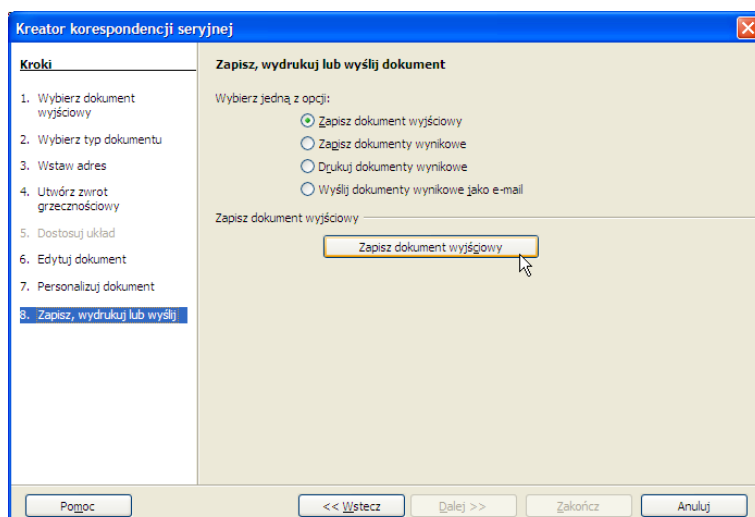 Kreator korespondencji seryjnej
Kroki
1. Wybierz dokument
wyjściowy
2. Wybierz typ dokumentu
3. Wstaw adres
4. Utwórz zwrot
grzecznościowy
5. Dostosuj układ
6. Edytuj dokument
7. Personalizuj dokument
8. Zapisz, wydrukuj lub wyślij
Zapisz, wydrukuj lub wyślij dokument
Wybierz jedną z opcji:
Zapisz dokument wyjściowy
Zapisz dokumenty wynikowe
Drukuj dokumenty wynikowe
Wyślij dokumenty wynikowe jako e-mail
Zapisz dokument wyjściowy
Zapisz dokument wyjściowy
Pomoc
<< Wstecz
Dalej >>
Zakończ
Anuluj